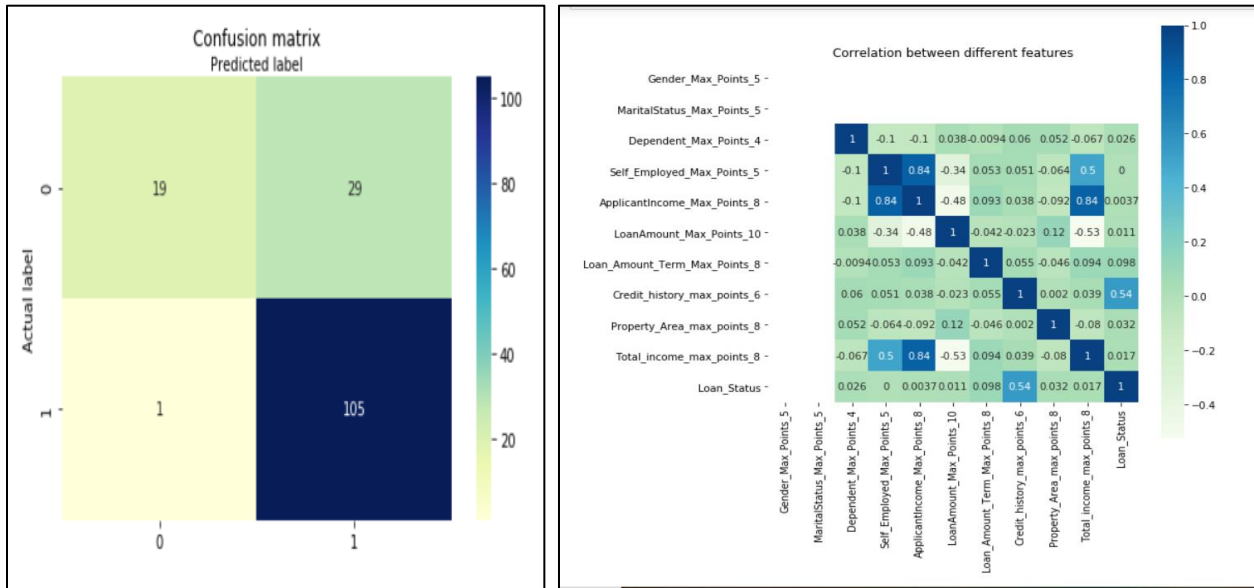 Confusion matrix
Predicted label
Actual label
0
19
29
1
1
105
0
1
100
80
60
40
20
Correlation between different features
Gender_Max_Points_5
MaritalStatus_Max_Points_5
Dependent_Max_Points_4
1 -0.1 -0.1 0.038 -0.0094 0.06 0.052 -0.067 0.026
Self_Employed_Max_Points_5
-0.1 1 0.84 -0.34 0.053 0.051 -0.064 0.5 0
ApplicantIncome_Max_Points_8
-0.1 0.84 1 -0.48 0.093 0.038 -0.092 0.84 0.0037
LoanAmount_Max_Points_10
0.038 -0.34 -0.48 1 -0.042 -0.023 0.12 -0.53 0.011
Loan_Amount_Term_Max_Points_8
-0.0094 0.053 0.093 -0.042 1 0.055 -0.046 0.094 0.098
Credit_history_max_points_6
0.06 0.051 0.038 -0.023 0.055 1 0.002 0.039 0.54
Property_Area_max_points_8
0.052 -0.064 -0.092 0.12 -0.046 0.002 1 -0.08 0.032
Total_income_max_points_8
-0.067 0.5 0.84 -0.53 0.094 0.039 -0.08 1 0.017
Loan_Status
0.026 0 0.0037 0.011 0.098 0.54 0.032 0.017 1
Gender_Max_Points_5
MaritalStatus_Max_Points_5
Dependent_Max_Points_4
Self_Employed_Max_Points_5
ApplicantIncome_Max_Points_8
LoanAmount_Max_Points_10
Loan_Amount_Term_Max_Points_8
Credit_history_max_points_6
Property_Area_max_points_8
Total_income_max_points_8
Loan_Status
1.0
0.8
0.6
0.4
0.2
0.0
−0.2
−0.4